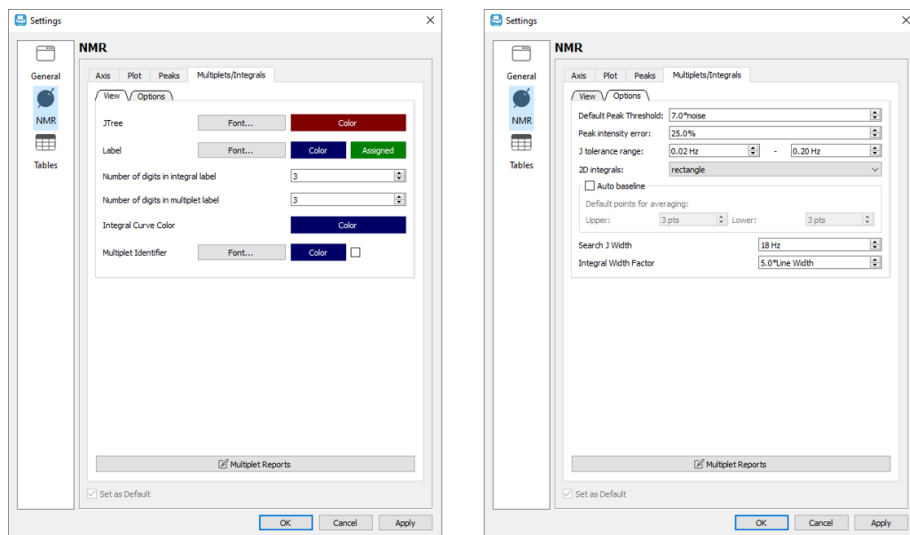 Settings
NMR
General
NMR
Tables
Axis Plot Peaks Multiplets/Integrals
View Options
JTree Font... Color
Label Font... Color Assigned
Number of digits in integral label 3
Number of digits in multiplet label 3
Integral Curve Color Color
Multiplet Identifier Font... Color
Multiplet Reports
Set as Default
OK Cancel Apply
Settings
NMR
General
NMR
Tables
Axis Plot Peaks Multiplets/Integrals
View Options
Default Peak Threshold: 7.0*noise
Peak intensity error: 25.0%
J tolerance range: 0.02 Hz - 0.20 Hz
2D integrals: rectangle
Auto baseline
Default points for averaging:
Upper: 3 pts Lower: 3 pts
Search J Width 18 Hz
Integral Width Factor 5.0*Line Width
Multiplet Reports
Set as Default
OK Cancel Apply